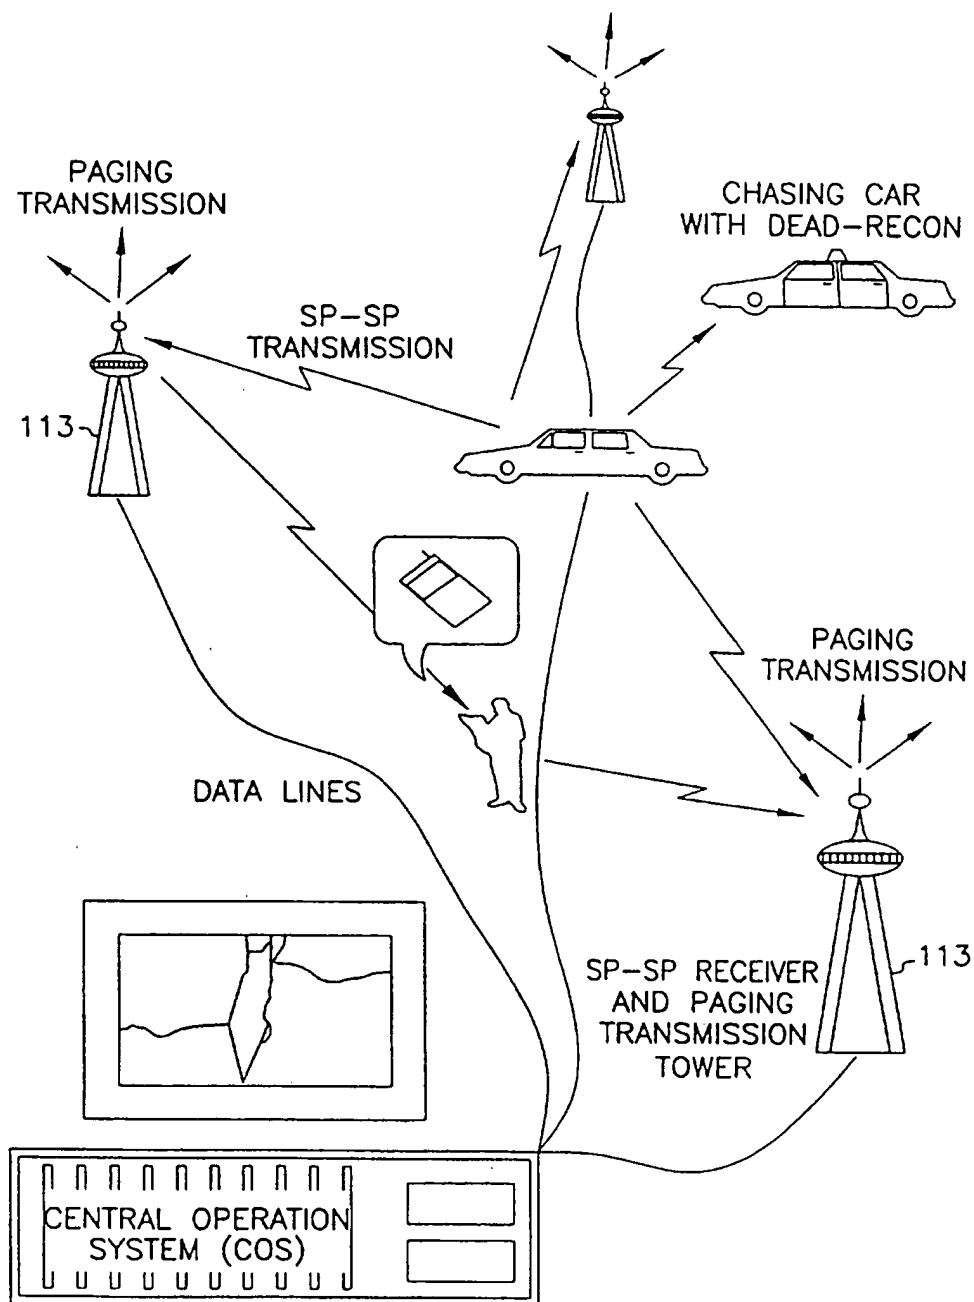 PAGING
TRANSMISSION
CHASING CAR
WITH DEAD-RECON
SP-SP
TRANSMISSION
113
PAGING
TRANSMISSION
DATA LINES
SP-SP RECEIVER
AND PAGING
TRANSMISSION
TOWER
113
CENTRAL OPERATION
SYSTEM (COS)